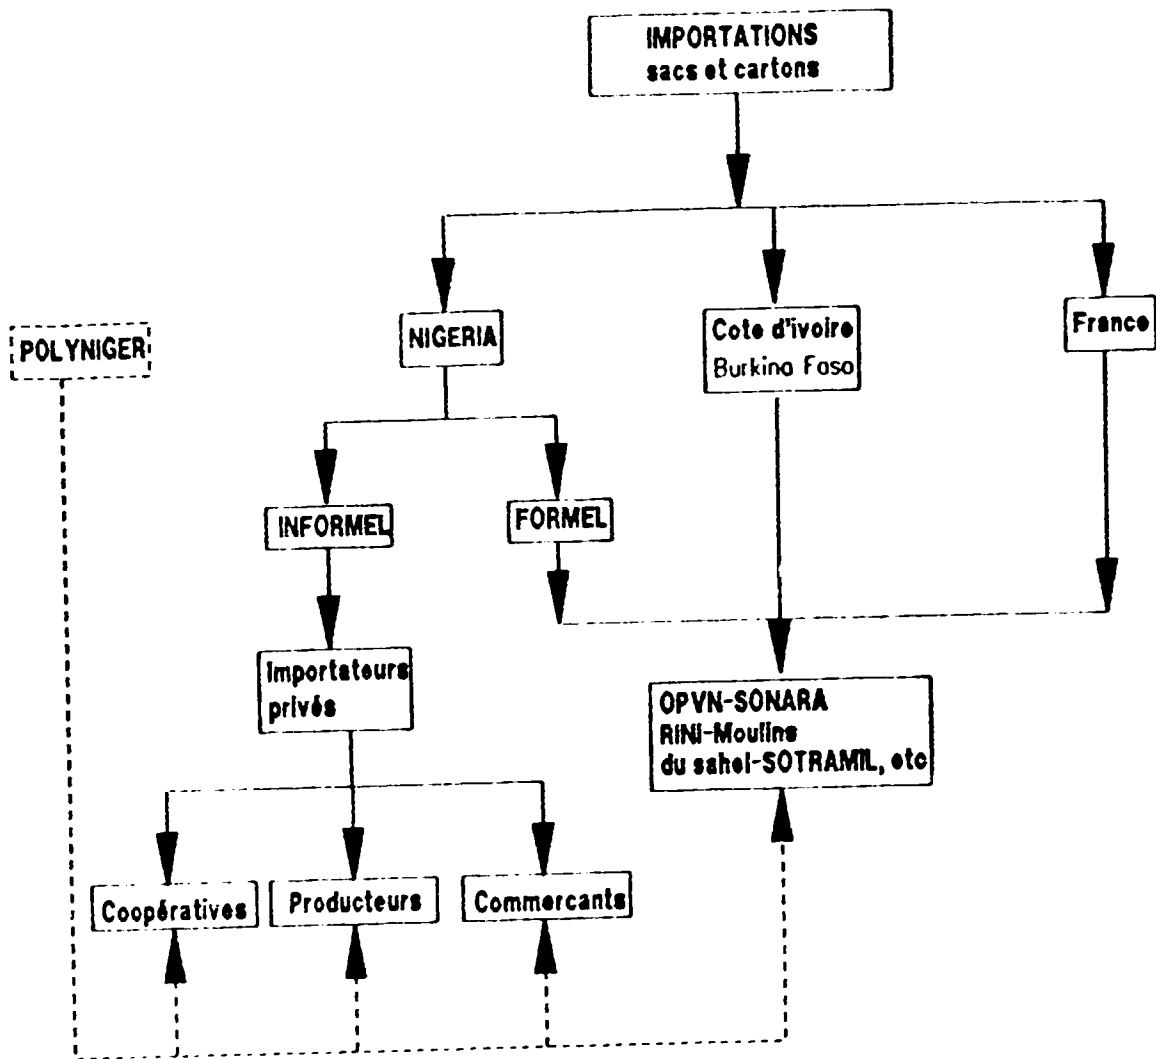 IMPORTATIONS
sacs et cartons
POLYNIGER
NIGERIA
Cote d'ivoire
Burkina Faso
France
INFORMEL
FORMEL
Importateurs
privés
OPVN-SONARA
RINI-Moulins
du sahel-SOTRAMIL, etc
Coopératives
Producteurs
Commercants